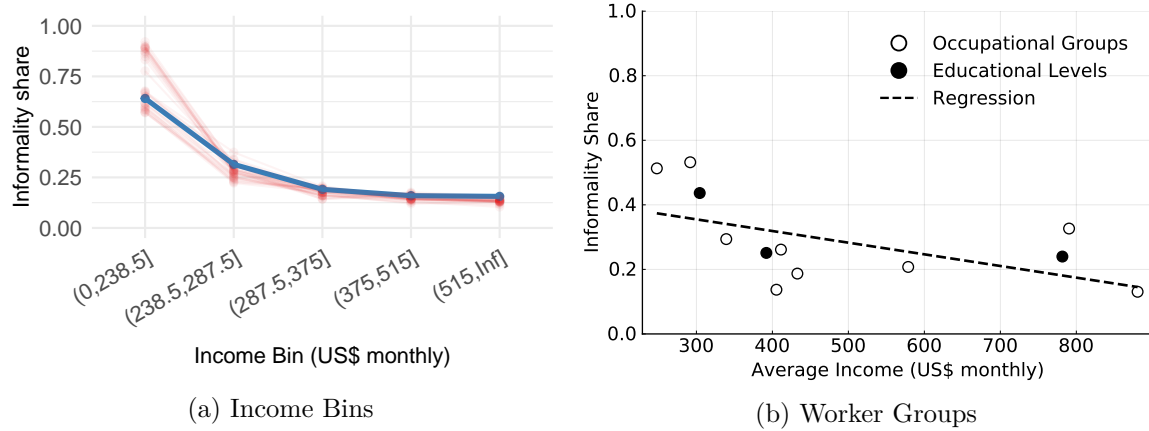 Informality share
1.00
0.75
0.50
0.25
0.00
(0,238.5]
(238.5,287.5]
(287.5,375]
(375,515]
(515,Inf]
Income Bin (US$ monthly)
(a) Income Bins
Informality Share
1.0
0.8
0.6
0.4
0.2
0.0
Occupational Groups
Educational Levels
Regression
300
400
500
600
700
800
Average Income (US$ monthly)
(b) Worker Groups